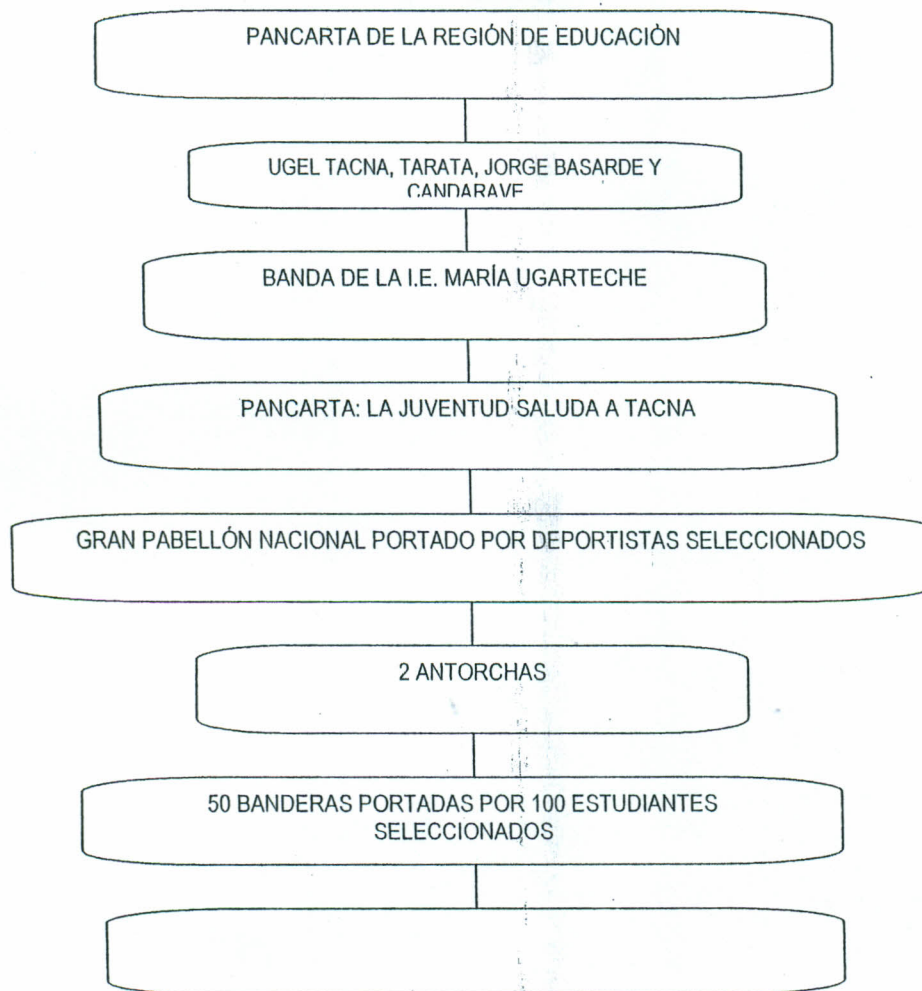 PANCARTA DE LA REGIÓN DE EDUCACIÒN
UGEL TACNA, TARATA, JORGE BASARDE Y
CANDARAVE
BANDA DE LA I.E. MARÍA UGARTECHE
PANCARTA: LA JUVENTUD SALUDA A TACNA
GRAN PABELLÓN NACIONAL PORTADO POR DEPORTISTAS SELECCIONADOS
2 ANTORCHAS
50 BANDERAS PORTADAS POR 100 ESTUDIANTES
SELECCIONADOS